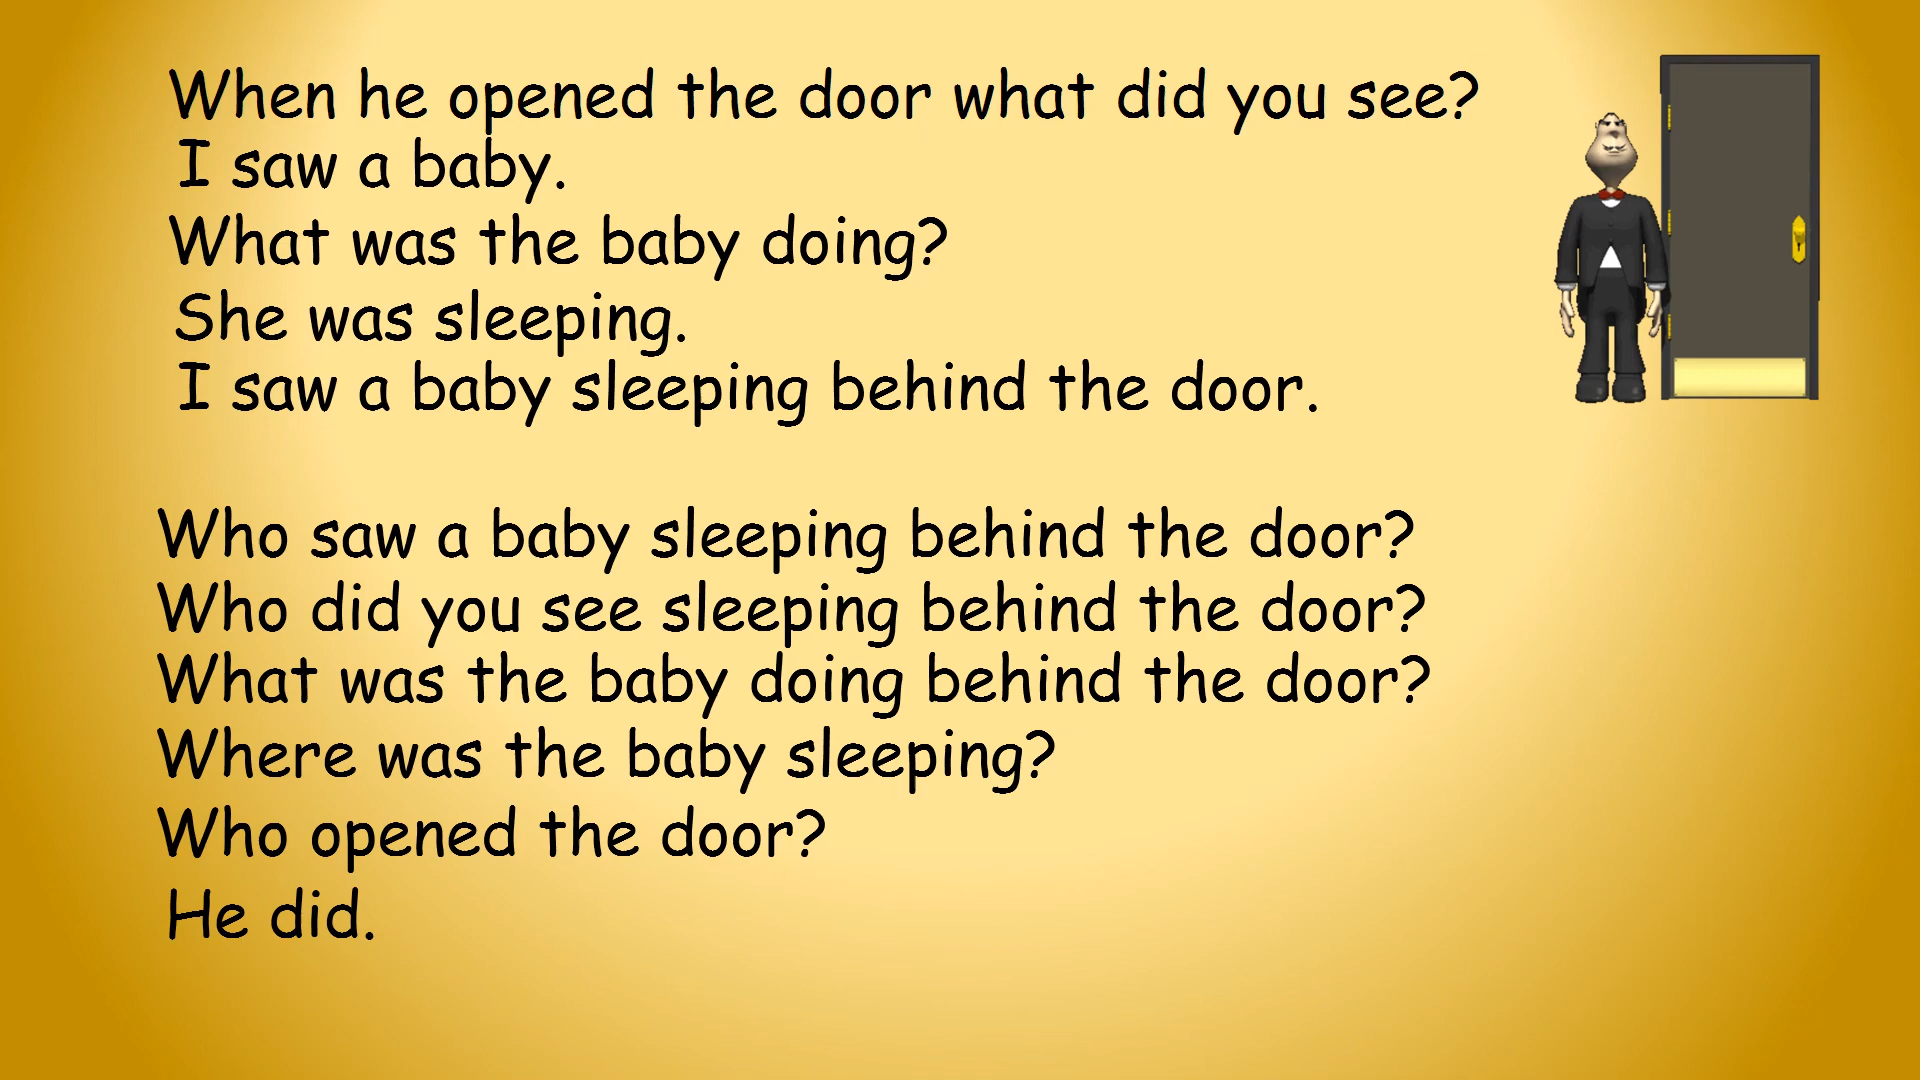 When he opened the door what did you see?
I saw a baby.
What was the baby doing?
She was sleeping.
I saw a baby sleeping behind the door.
Who saw a baby sleeping behind the door?
Who did you see sleeping behind the door?
What was the baby doing behind the door?
Where was the baby sleeping?
Who opened the door?
He did.